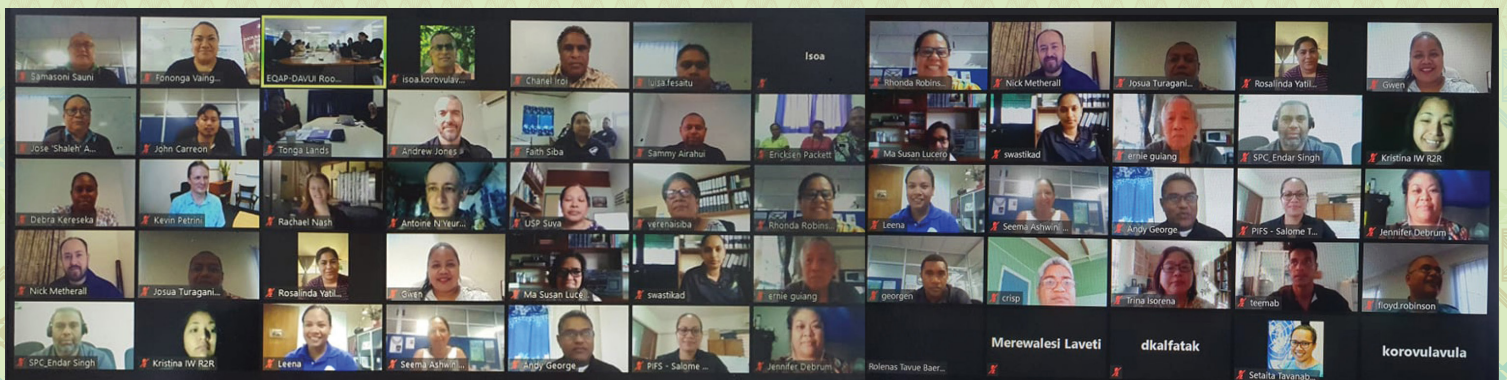 Samasoni Sauni
Fononga Vaing...
EQAP-DAVUI Roo...
isoa.korovulav...
Chanel Iroi
luisa.fesaitu
Isoa
Rhonda Robins...
Nick Metherall
Josua Turagani...
Rosalinda Yatil...
Gwen
Jose 'Shaleh' A...
John Carreon
Tonga Lands
Andrew Jones
Faith Siba
Sammy Airahui
Ericksen Packett
Ma Susan Lucero
swastikad
ernie guiang
SPC_Endar Singh
Kristina IW R2R
Debra Kereseka
Kevin Petrini
Rachael Nash
Antoine N'Yeur...
USP Suva
verenaisiba
Rhonda Robins...
Leena
Seema Ashwini ...
Andy George
PIFS - Salome T...
Jennifer Debrum
Nick Metherall
Josua Turagani...
Rosalinda Yatil...
Gwen
Ma Susan Luce...
swastikad
ernie guiang
georgen
crisp
Trina Isorena
teemab
floyd.robinson
SPC_Endar Singh
Kristina IW R2R
Leena
Seema Ashwi...
Andy George
PIFS - Salome ...
Jennifer Debrum
Rolenas Tavue Baer...
Merewalesi Laveti
dkalfatak
Setaita Tavanab...
korovulavula